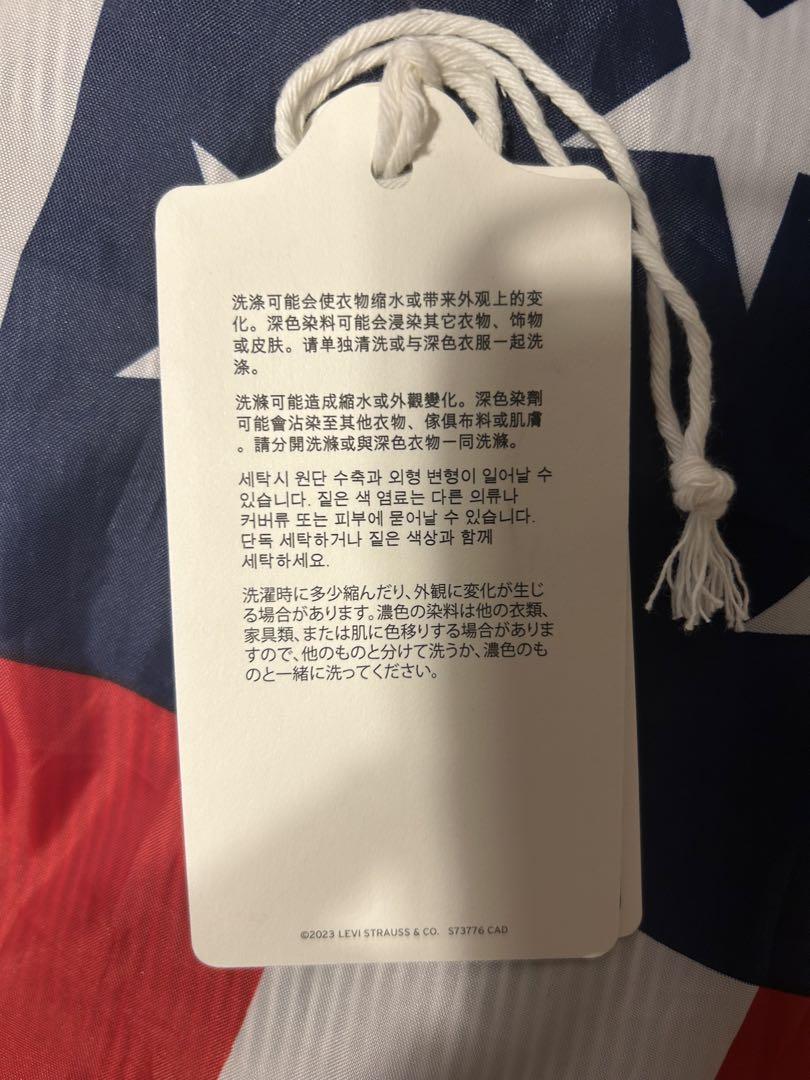 洗涤可能会使衣物缩水或带来外观上的变
化。深色染料可能会浸染其它衣物、饰物
或皮肤。请单独清洗或与深色衣服一起洗
涤。
洗滌可能造成縮水或外觀變化。深色染劑
可能會沾染至其他衣物、傢俱布料或肌膚
。請分開洗滌或與深色衣物一同洗滌。
세탁시 원단 수축과 외형 변형이 일어날 수
있습니다. 짙은 색 염료는 다른 의류나
커버류 또는 피부에 묻어날 수 있습니다.
단독 세탁하거나 짙은 색상과 함께
세탁하세요.
洗濯時に多少縮んだり、外観に変化が生じ
る場合があります。濃色の染料は他の衣類、
家具類、または肌に色移りする場合がありま
すので、他のものと分けて洗うか、濃色のも
のと一緒に洗ってください。
©2023 LEVI STRAUSS & CO. S73776 CAD